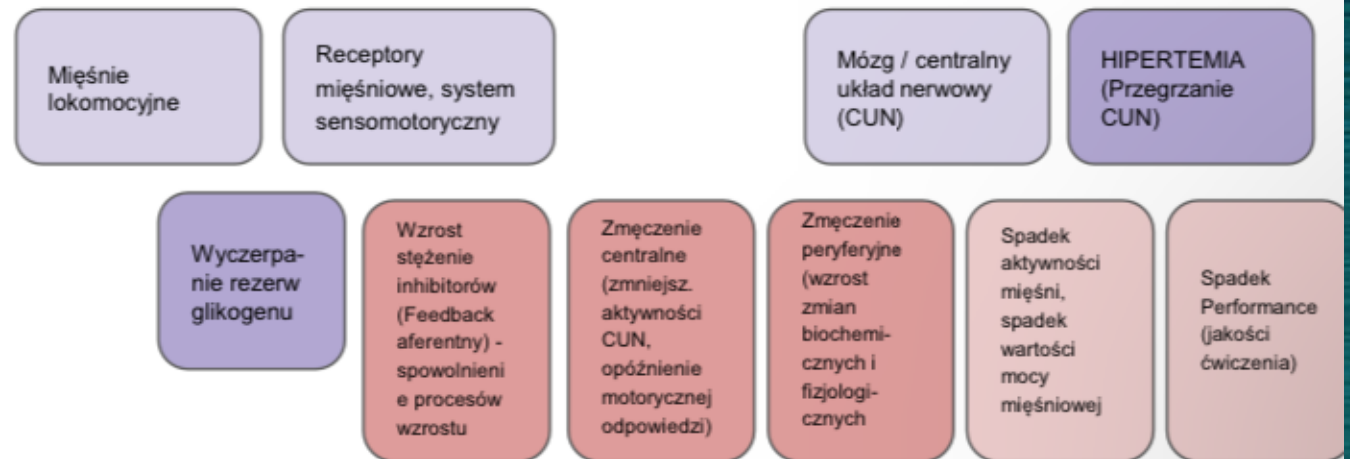 Mięśnie
lokomocyjne
Receptory
mięśniowe, system
sensomotoryczny
Mózg / centralny
układ nerwowy
(CUN)
HIPERTEMIA
(Przegrzanie
CUN)
Wyczerpa-
nie rezerw
glikogenu
Wzrost
stężenie
inhibitorów
(Feedback
aferentny) -
spowolnieni
e procesów
wzrostu
Zmęczenie
centralne
(zmniejsz.
aktywności
CUN,
opóźnienie
motorycznej
odpowiedzi)
Zmęczenie
peryferyjne
(wzrost
zmian
biochemi-
cznych i
fizjologi-
cznych
Spadek
aktywności
mięśni,
spadek
wartości
mocy
mięśniowej
Spadek
Performance
(jakości
ćwiczenia)